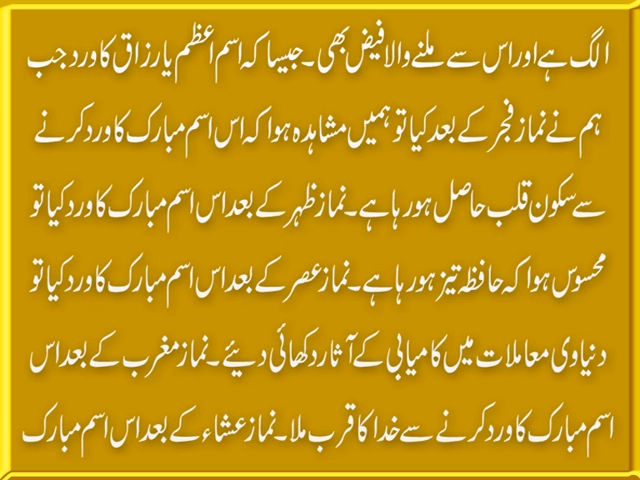 الگ ہے اور اس سے ملنے والا فیض بھی۔ جیسا کہ اسم اعظم یا رزاق کا ورد جب
ہم نے نماز فجر کے بعد کیا تو ہمیں مشاہدہ ہوا کہ اس اسم مبارک کا ورد کرنے
سے سکون قلب حاصل ہو رہا ہے۔ نماز ظہر کے بعد اس اسم مبارک کا ورد کیا تو
محسوس ہوا کہ حافظہ تیز ہو رہا ہے۔ نماز عصر کے بعد اس اسم مبارک کا ورد کیا تو
دنیاوی معاملات میں کامیابی کے آثار دکھائی دیئے۔ نماز مغرب کے بعد اس
اسم مبارک کا ورد کرنے سے خدا کا قرب ملا۔ نماز عشاء کے بعد اس اسم مبارک